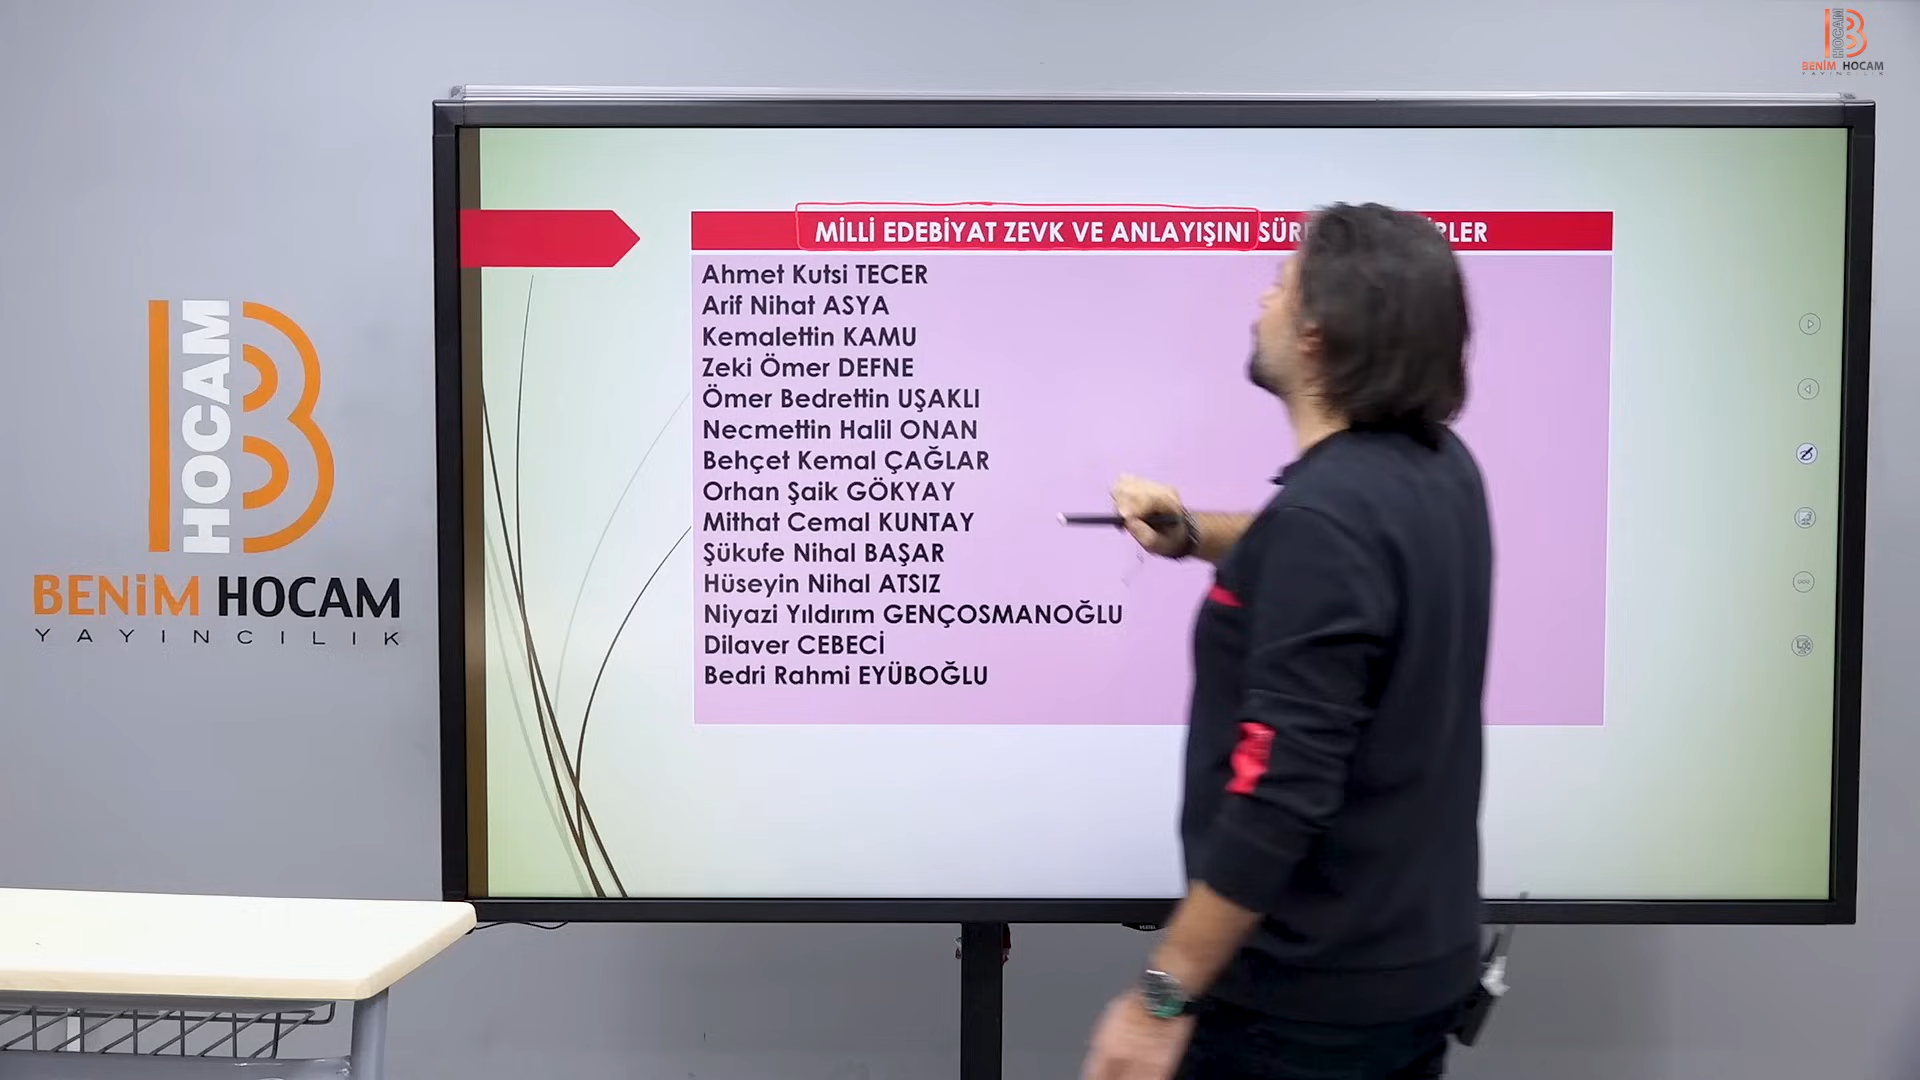 B
HOCAM
BENİM HOCAM
YAYINCILIK
B
HOCAM
BENİM HOCAM
YAYINCILIK
MİLLİ EDEBİYAT ZEVK VE ANLAYIŞINI
Ahmet Kutsi TECER
Arif Nihat ASYA
Kemalettin KAMU
Zeki Ömer DEFNE
Ömer Bedrettin UŞAKLI
Necmettin Halil ONAN
Behçet Kemal ÇAĞLAR
Orhan Şaik GÖKYAY
Mithat Cemal KUNTAY
Şükufe Nihal BAŞAR
Hüseyin Nihal ATSIZ
Niyazi Yıldırım GENÇOSMANOĞLU
Dilaver CEBECİ
Bedri Rahmi EYÜBOĞLU